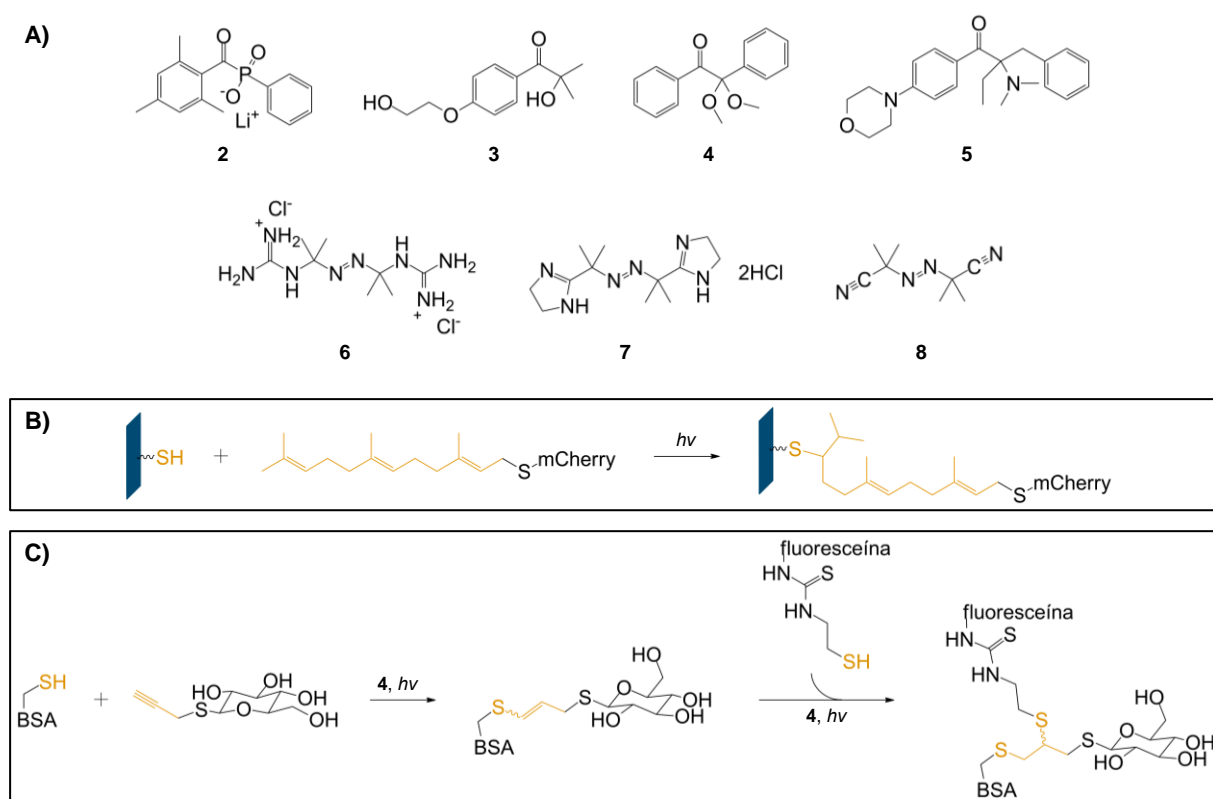 A)
O
O
P
O
-O
Li+
2
O
HO
O
HO
3
O
O
O
4
O
N
N
O
5
Cl-
+
NH2
NH2
N
H
N=N
H
N
NH2
NH2
+
Cl-
6
N
NH
N=N
N
N
H
2HCl
7
N
N=N
N
8
B)
SH
+
S
mCherry
hv
S
S
mCherry
C)
SH
BSA
+
S
HO
OH
OH
O
OH
4, hv
S
BSA
S
HO
O
OH
HO
OH
fluoresceína
HN
S
HN
SH
4, hv
fluoresceína
HN
S
HN
S
S
BSA
S
HO
O
OH
HO
OH